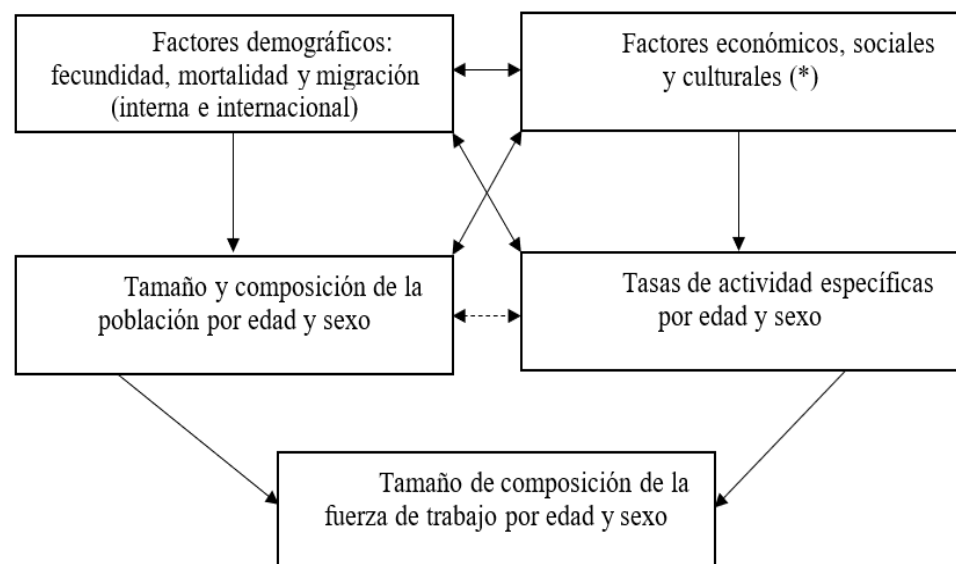 Factores demográficos:
fecundidad, mortalidad y migración
(interna e internacional)
Factores económicos, sociales
y culturales (*)
Tamaño y composición de la
población por edad y sexo
Tasas de actividad específicas
por edad y sexo
Tamaño de composición de la
fuerza de trabajo por edad y sexo